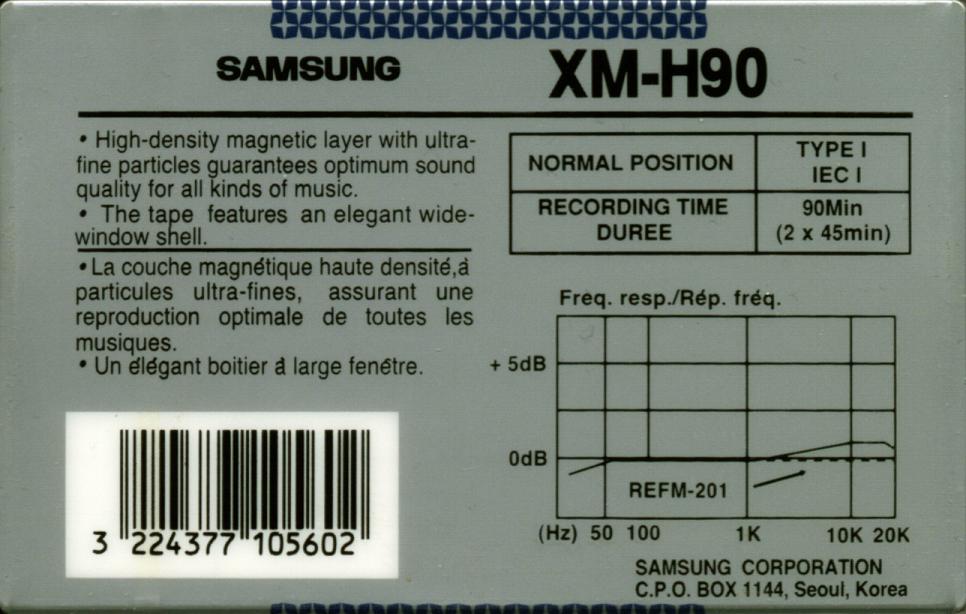 SAMSUNG XM-H90
• High-density magnetic layer with ultra-
fine particles guarantees optimum sound
quality for all kinds of music.
• The tape features an elegant wide-
window shell.
• La couche magnétique haute densité,à
particules ultra-fines, assurant une
reproduction optimale de toutes les
musiques.
• Un élégant boitier á large fenétre.
NORMAL POSITION TYPE I
IEC I
RECORDING TIME 90Min
DUREE (2 x 45min)
Freq. resp./Rép. fréq.
+ 5dB
0dB
REFM-201
(Hz) 50 100 1K 10K 20K
3 224377 105602
SAMSUNG CORPORATION
C.P.O. BOX 1144, Seoul, Korea